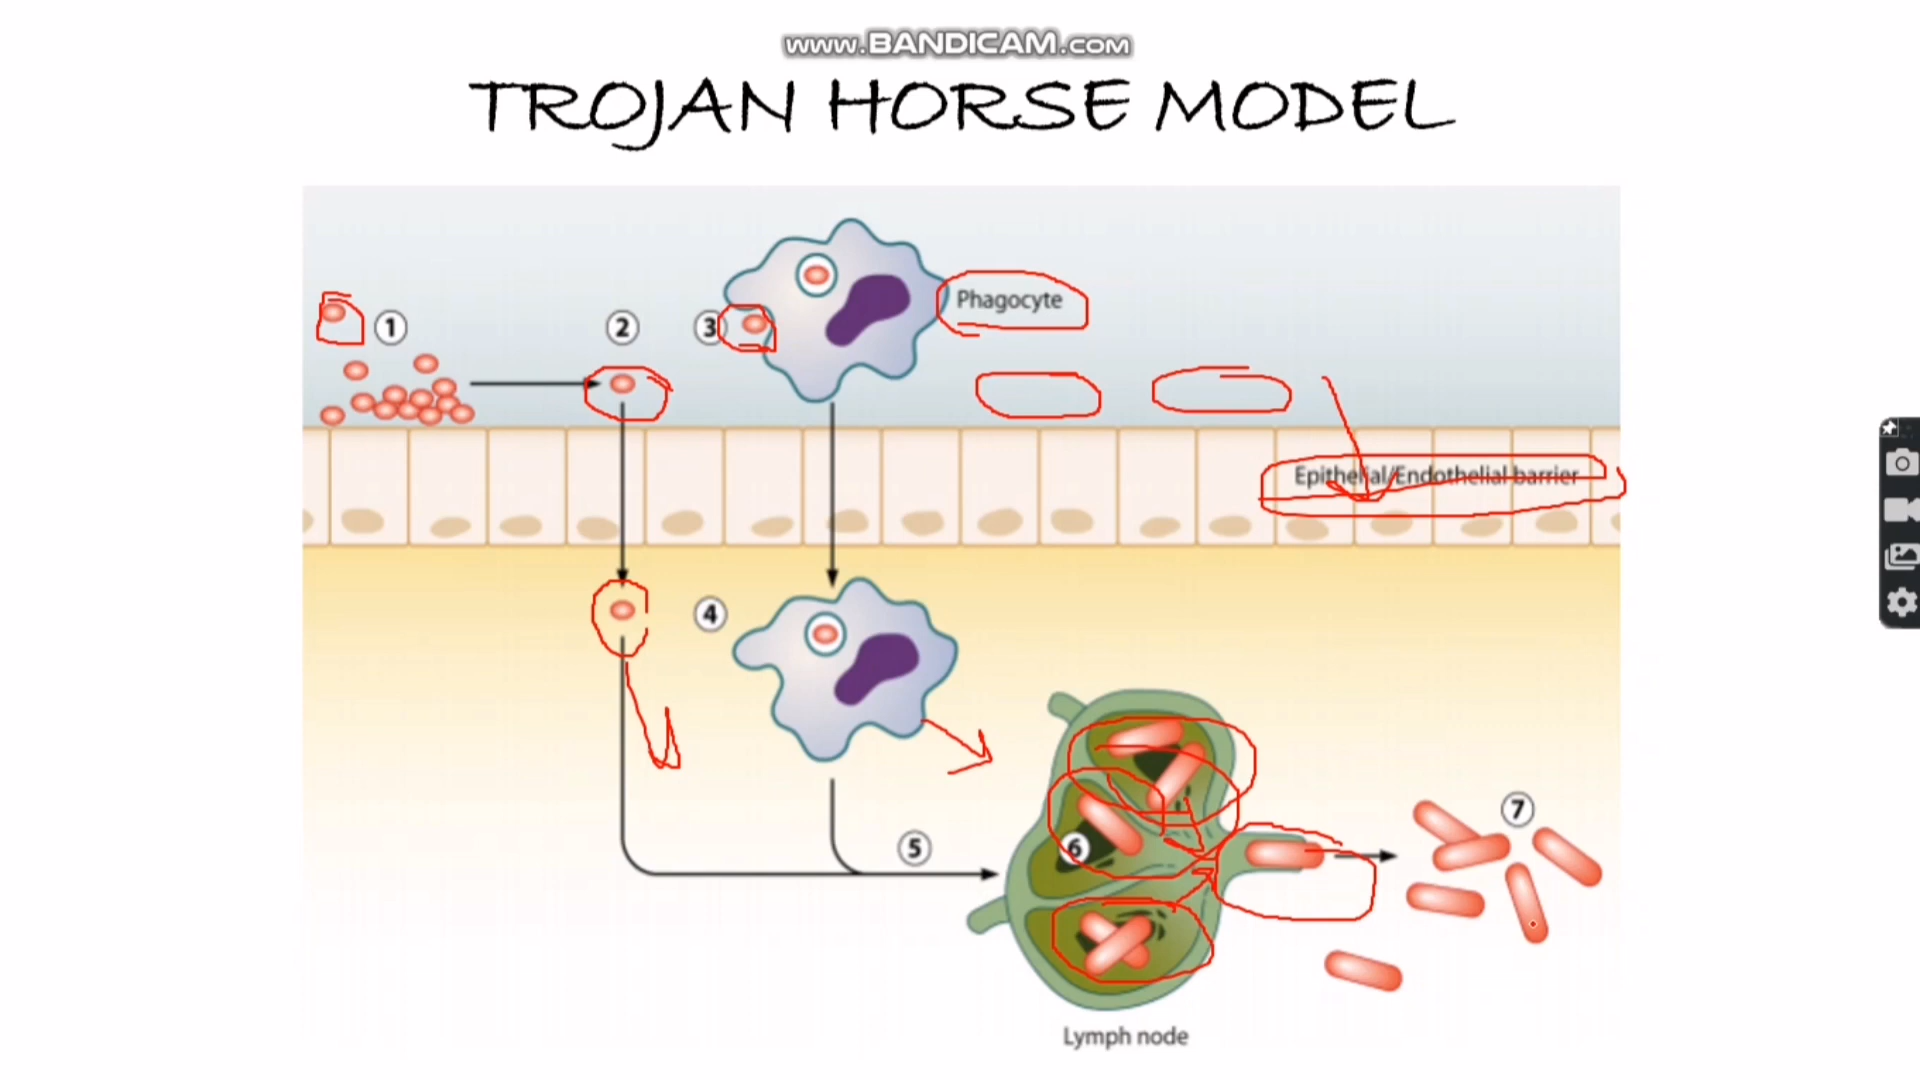 www.BANDICAM.com
TROJAN HORSE MODEL
1
2
3
Phagocyte
Epithelial/Endothelial barrier
4
5
6
7
Lymph node